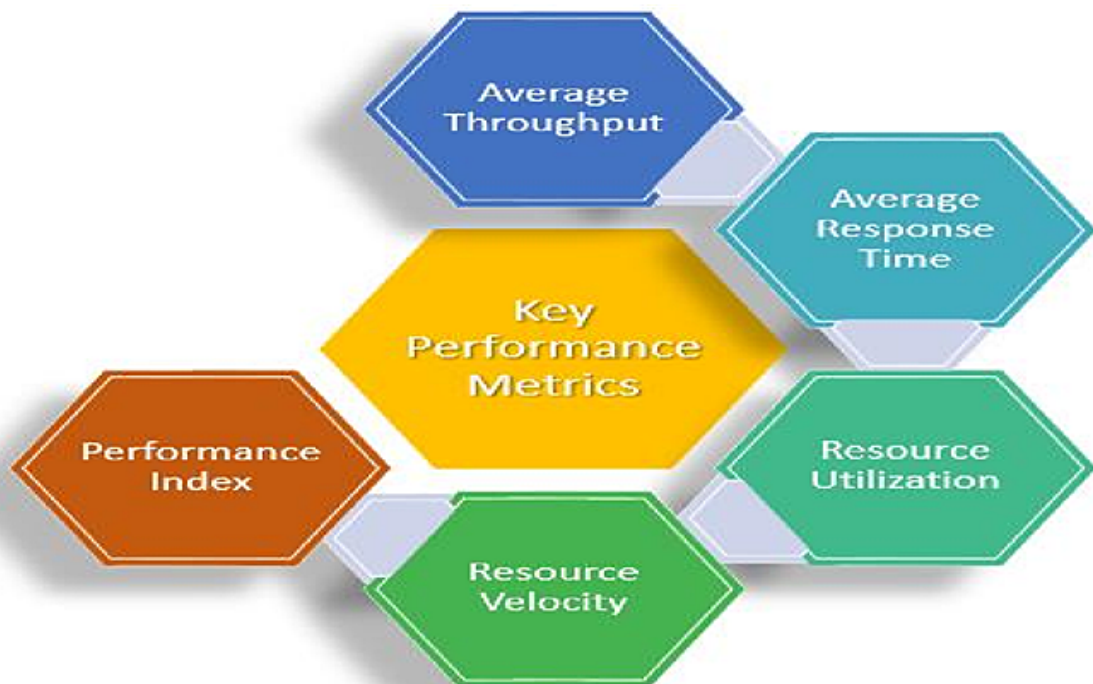 Average
Throughput
Average
Response
Time
Key
Performance
Metrics
Resource
Utilization
Performance
Index
Resource
Velocity